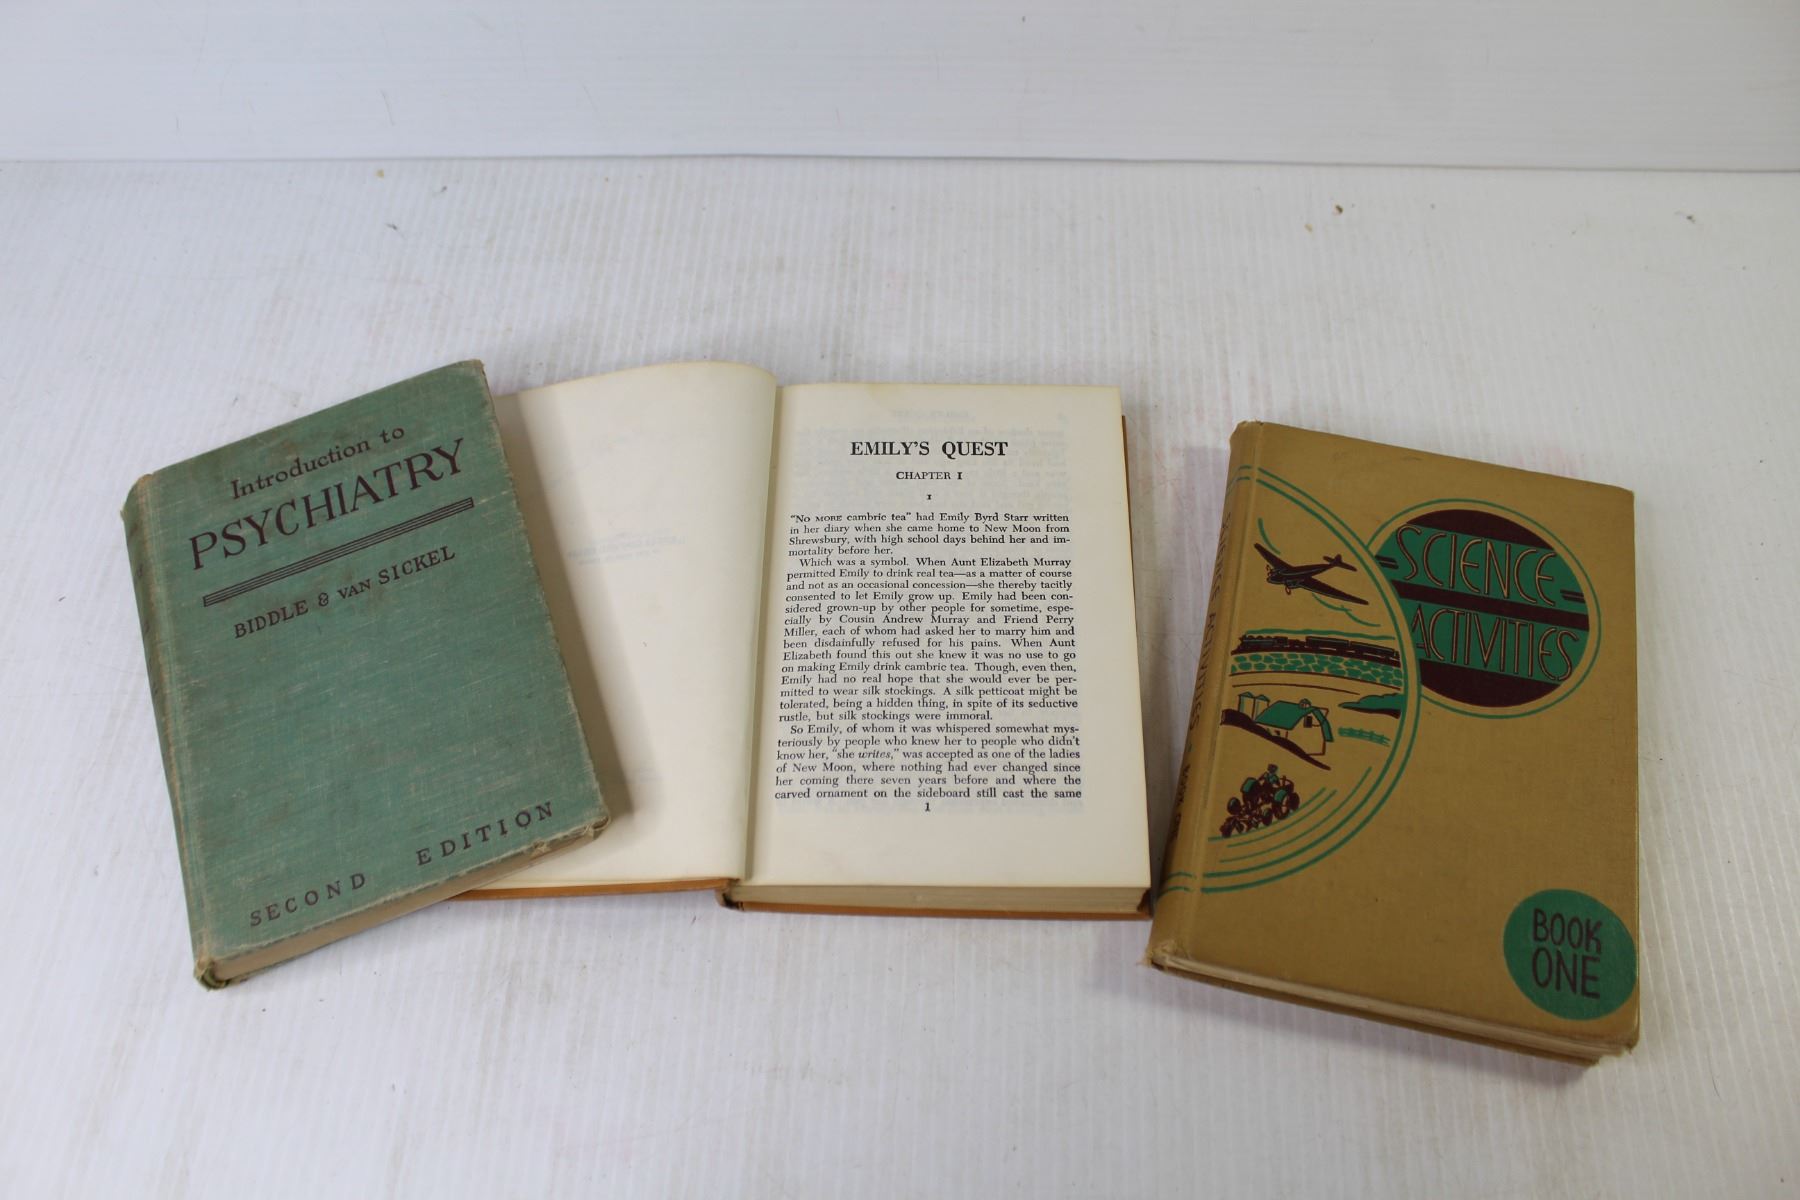 Introduction to
PSYCHIATRY
BIDDLE & VAN SICKEL
SECOND EDITION
EMILY'S QUEST
CHAPTER I
I
"No more cambric tea" had Emily Byrd Starr written
in her diary when she came home to New Moon from
Shrewsbury, with high school days behind her and im-
mortality before her.
Which was a symbol. When Aunt Elizabeth Murray
permitted Emily to drink real tea—as a matter of course
and not as an occasional concession—she thereby tacitly
consented to let Emily grow up. Emily had been con-
sidered grown-up by other people for sometime, espe-
cially by Cousin Andrew Murray and Friend Perry
Miller, each of whom had asked her to marry him and
been disdainfully refused for his pains. When Aunt
Elizabeth found this out she knew it was no use to go
on making Emily drink cambric tea. Though, even then,
Emily had no real hope that she would ever be per-
mitted to wear silk stockings. A silk petticoat might be
tolerated, being a hidden thing, in spite of its seductive
rustle, but silk stockings were immoral.
So Emily, of whom it was whispered somewhat mys-
teriously by people who knew her to people who didn't
know her, "she writes," was accepted as one of the ladies
of New Moon, where nothing had ever changed since
her coming there seven years before and where the
carved ornament on the sideboard still cast the same
1
SCIENCE
ACTIVITIES
BOOK
ONE